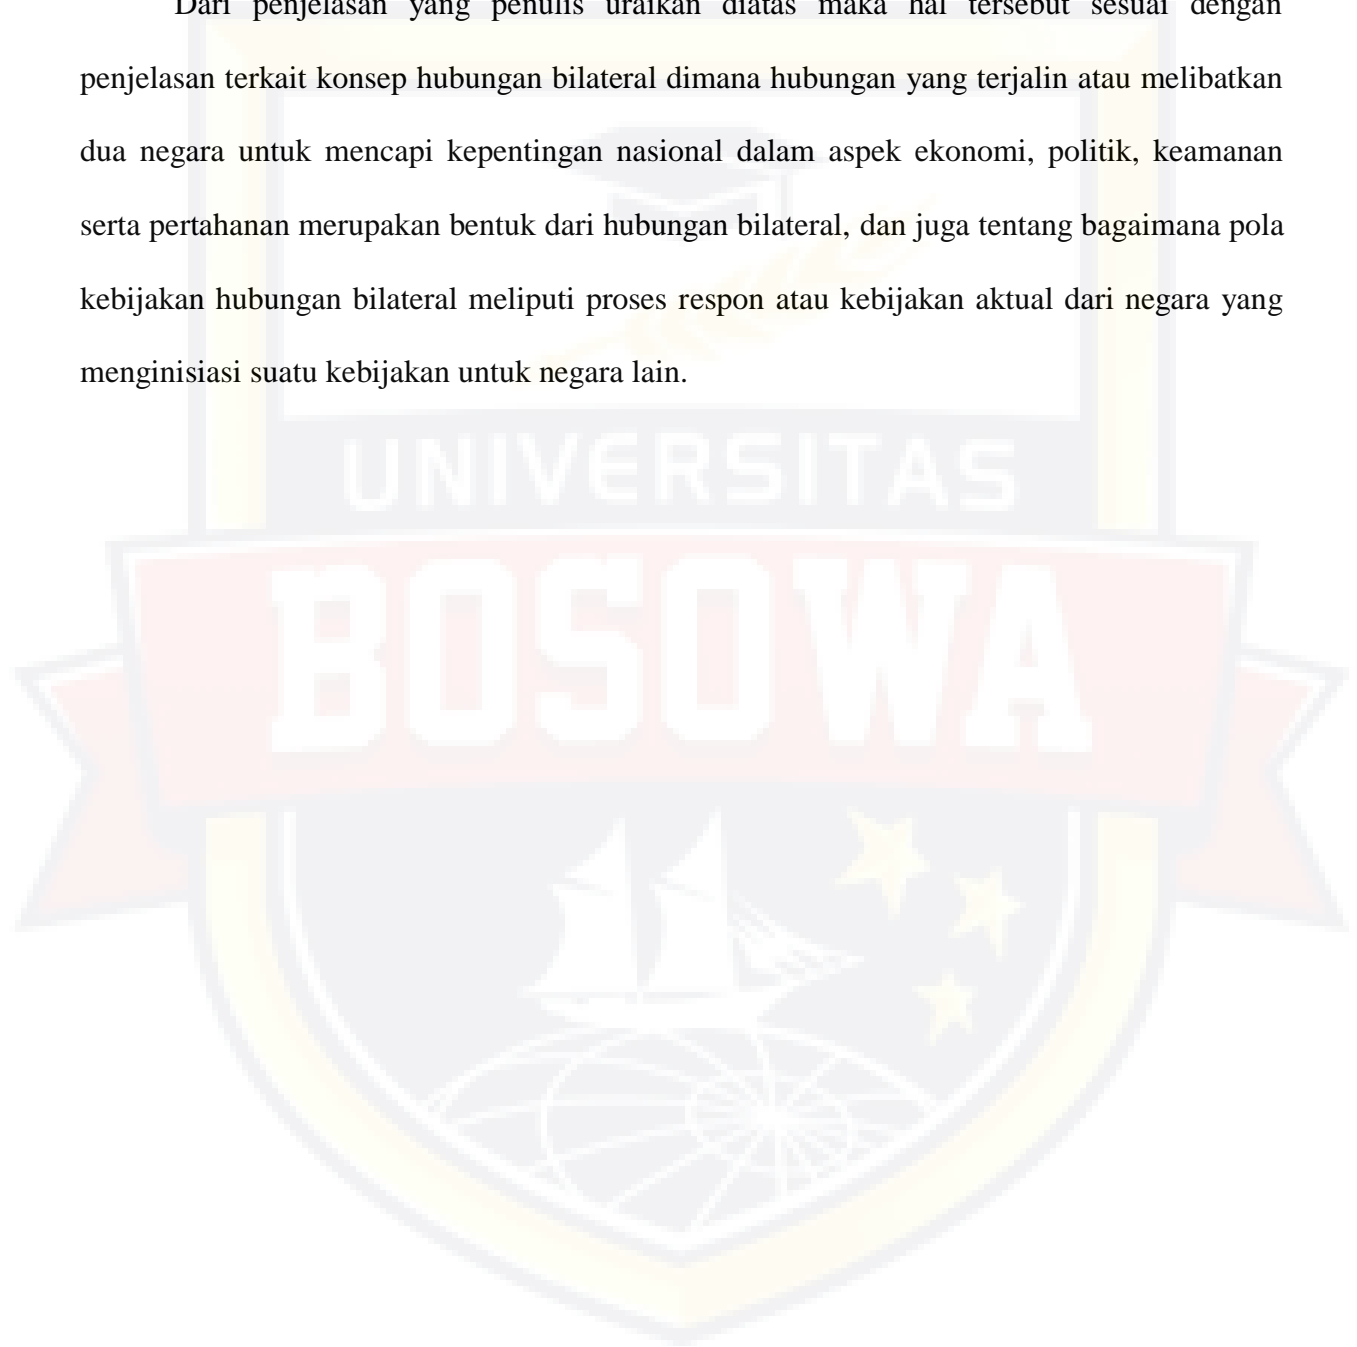 Dari penjelasan yang penulis uraikan diatas maka hal tersebut sesuai dengan
penjelasan terkait konsep hubungan bilateral dimana hubungan yang terjalin atau melibatkan
dua negara untuk mencapi kepentingan nasional dalam aspek ekonomi, politik, keamanan
serta pertahanan merupakan bentuk dari hubungan bilateral, dan juga tentang bagaimana pola
kebijakan hubungan bilateral meliputi proses respon atau kebijakan aktual dari negara yang
menginisiasi suatu kebijakan untuk negara lain.
UNIVERSITAS
BOSOWA